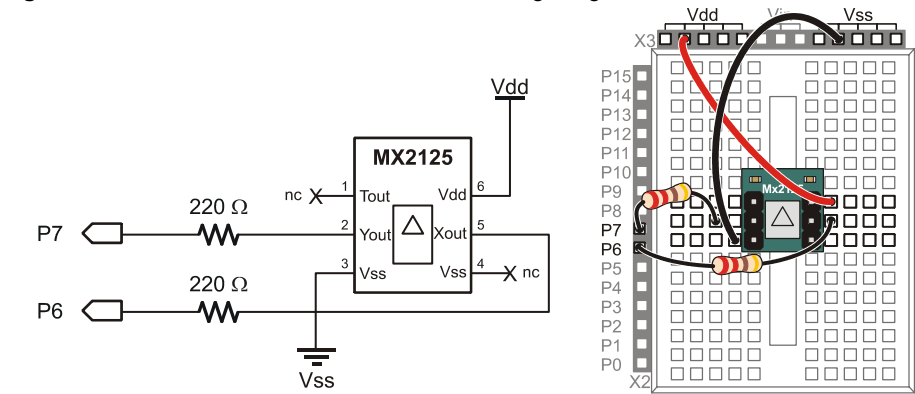 Vdd
MX2125
nc X
1
Tout
Vdd
6
220 Ω
P7
2
Yout
Xout
5
3
Vss
Vss
4
X nc
220 Ω
P6
Vss
Vdd
Vin
Vss
X3
P15
P14
P13
P12
P11
P10
P9
P8
P7
P6
P5
P4
P3
P2
P1
P0
X2